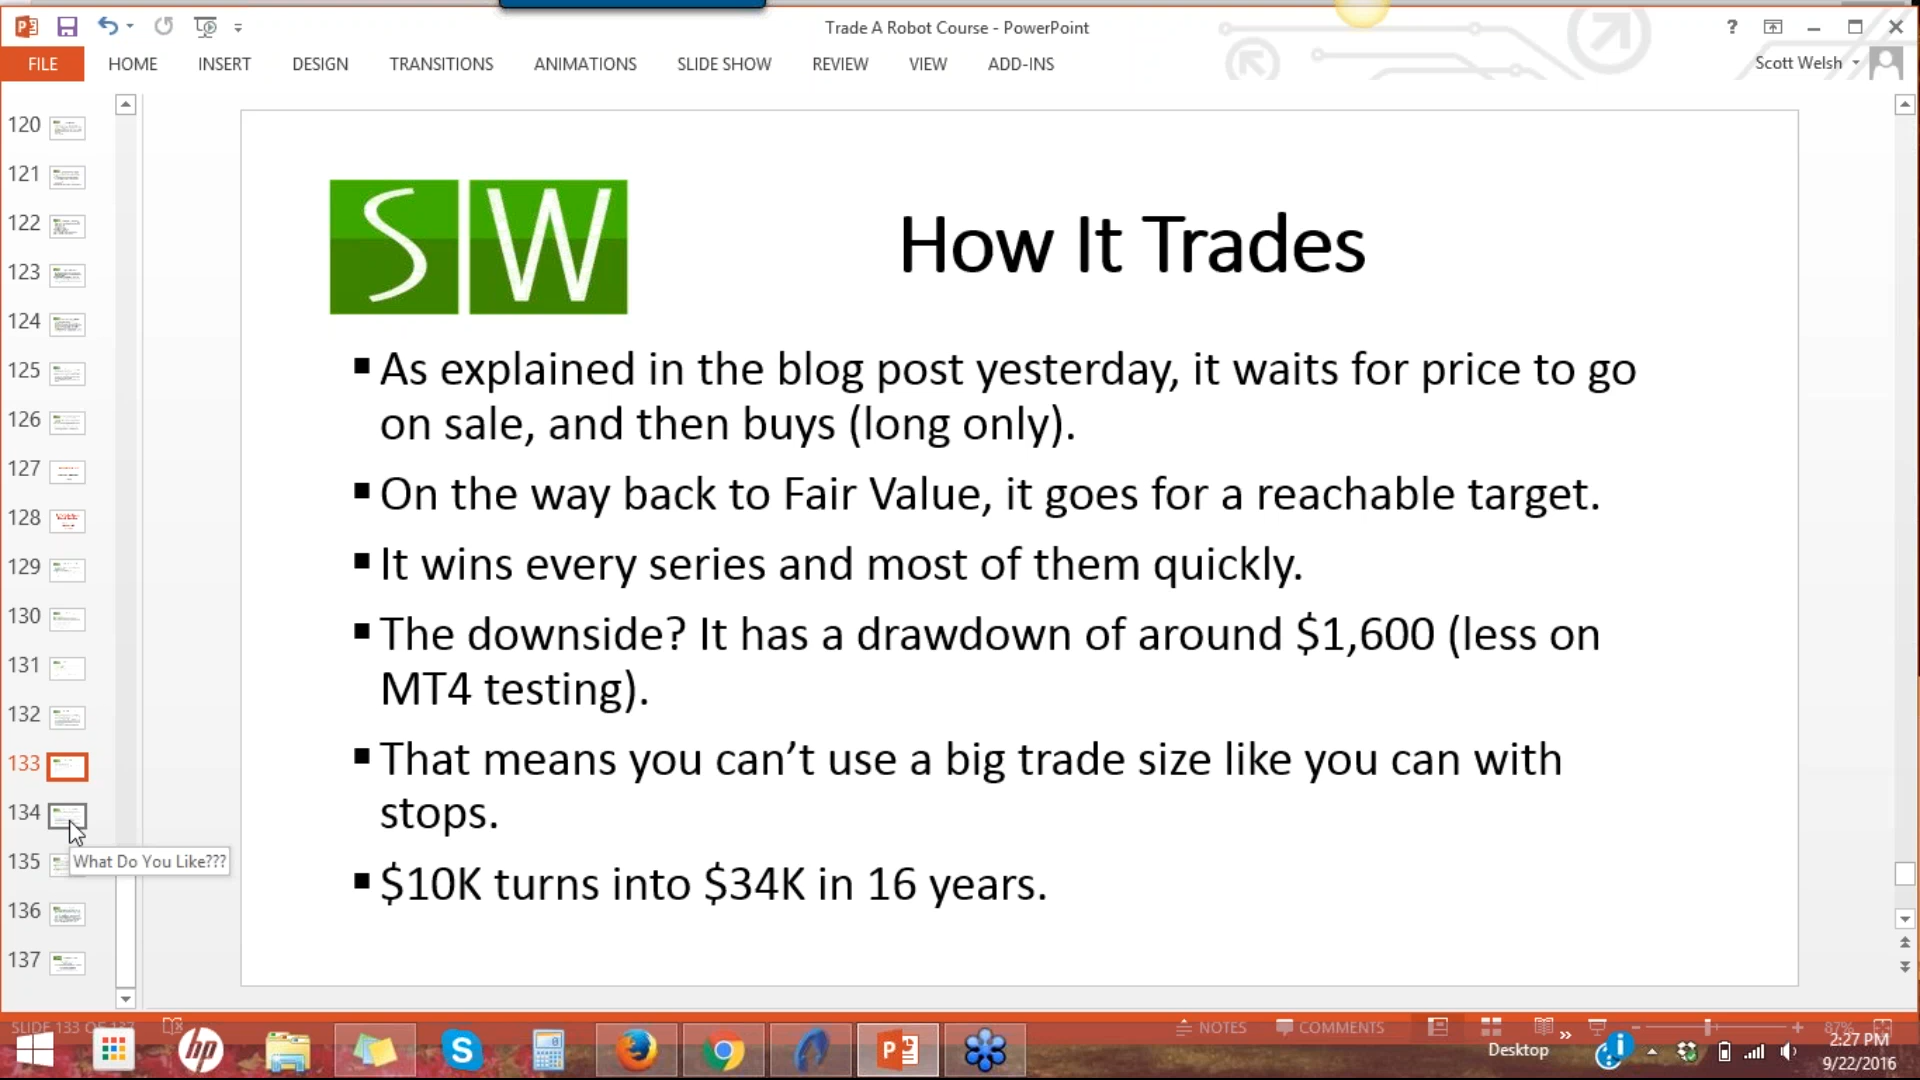 Trade A Robot Course - PowerPoint
?
FILE HOME INSERT DESIGN TRANSITIONS ANIMATIONS SLIDE SHOW REVIEW VIEW ADD-INS
Scott Welsh
120
121
122
123
124
125
126
127
128
129
130
131
132
133
134
135
136
137
What Do You Like???
S W
How It Trades
▪ As explained in the blog post yesterday, it waits for price to go
on sale, and then buys (long only).
▪ On the way back to Fair Value, it goes for a reachable target.
▪ It wins every series and most of them quickly.
▪ The downside? It has a drawdown of around $1,600 (less on
MT4 testing).
▪ That means you can’t use a big trade size like you can with
stops.
▪ $10K turns into $34K in 16 years.
SLIDE 133 OF 137
NOTES COMMENTS 87%
hp
S
P
Desktop
2:27 PM
9/22/2016